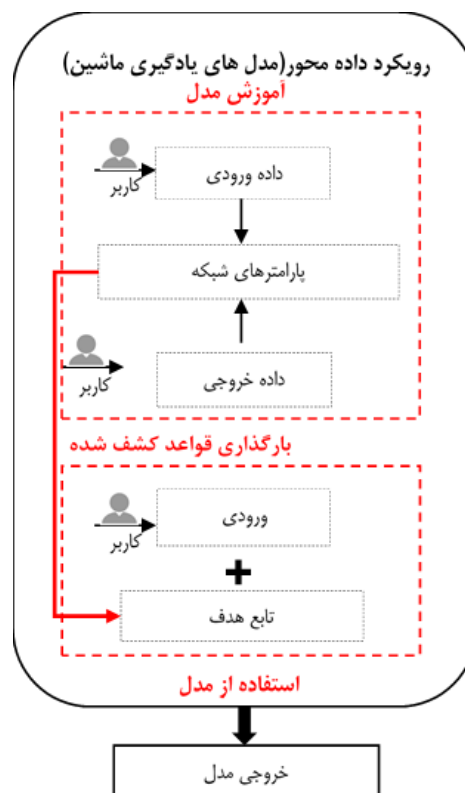 رویکرد داده محور(مدل های یادگیری ماشین)
آموزش مدل
کاربر
داده ورودی
پارامترهای شبکه
کاربر
داده خروجی
بارگذاری قواعد کشف شده
کاربر
ورودی
+
تابع هدف
استفاده از مدل
خروجی مدل